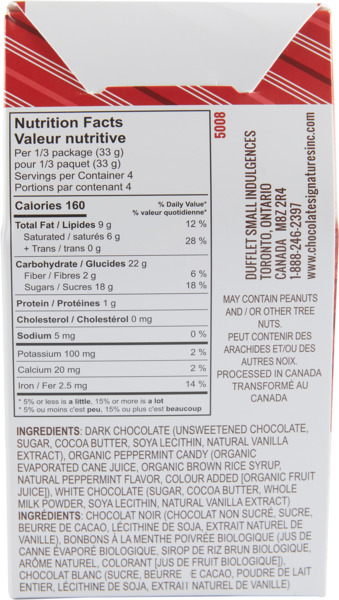 Nutrition Facts
Valeur nutritive
Per 1/3 package (33 g)
pour 1/3 paquet (33 g)
Servings per Container 4
Portions par contenant 4
Calories 160
% Daily Value*
% valeur quotidienne*
Total Fat / Lipides 9 g 12 %
Saturated / saturés 6 g
+ Trans / trans 0 g 28 %
Carbohydrate / Glucides 22 g
Fiber / Fibres 2 g 6 %
Sugars / Sucres 18 g 18 %
Protein / Protéines 1 g
Cholesterol / Cholestérol 0 mg
Sodium 5 mg 0 %
Potassium 100 mg 2 %
Calcium 20 mg 2 %
Iron / Fer 2.5 mg 14 %
* 5% or less is a little, 15% or more is a lot
* 5% ou moins c'est peu, 15% ou plus c'est beaucoup
5008
DUFFLET SMALL INDULGENCES
TORONTO, ONTARIO
CANADA M8Z 2R4
1-888-246-2397
www.chocolatesignaturesinc.com
MAY CONTAIN PEANUTS
AND / OR OTHER TREE
NUTS.
PEUT CONTENIR DES
ARACHIDES ET/OU DES
AUTRES NOIX.
PROCESSED IN CANADA
TRANSFORMÉ AU
CANADA
INGREDIENTS: DARK CHOCOLATE (UNSWEETENED CHOCOLATE,
SUGAR, COCOA BUTTER, SOYA LECITHIN, NATURAL VANILLA
EXTRACT), ORGANIC PEPPERMINT CANDY (ORGANIC
EVAPORATED CANE JUICE, ORGANIC BROWN RICE SYRUP,
NATURAL PEPPERMINT FLAVOR, COLOUR ADDED [ORGANIC FRUIT
JUICE]), WHITE CHOCOLATE (SUGAR, COCOA BUTTER, WHOLE
MILK POWDER, SOYA LECITHIN, NATURAL VANILLA EXTRACT)
INGRÉDIENTS: CHOCOLAT NOIR (CHOCOLAT NON SUCRÉ, SUCRE,
BEURRE DE CACAO, LÉCITHINE DE SOJA, EXTRAIT NATUREL DE
VANILLE), BONBONS À LA MENTHE POIVRÉE BIOLOGIQUE (JUS DE
CANNE ÉVAPORÉ BIOLOGIQUE, SIROP DE RIZ BRUN BIOLOGIQUE,
ARÔME NATUREL, COLORANT [JUS DE FRUIT BIOLOGIQUE]),
CHOCOLAT BLANC (SUCRE, BEURRE E CACAO, POUDRE DE LAIT
ENTIER, LÉCITHINE DE SOJA, EXTRAIT NATUREL DE VANILLE)